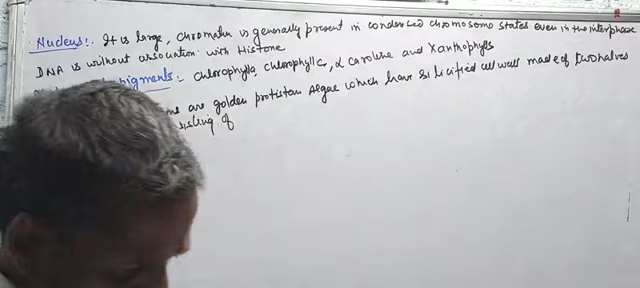 Nucleus:- It is large, chromatin is generally present in condensed chromosome states even in the interphase
DNA is without association with Histone
pigments:- chlorophylls, chlorophyll c, α carotene and Xanthophylls
are golden protistan Algae which have silicified cell wall made of two halves
of